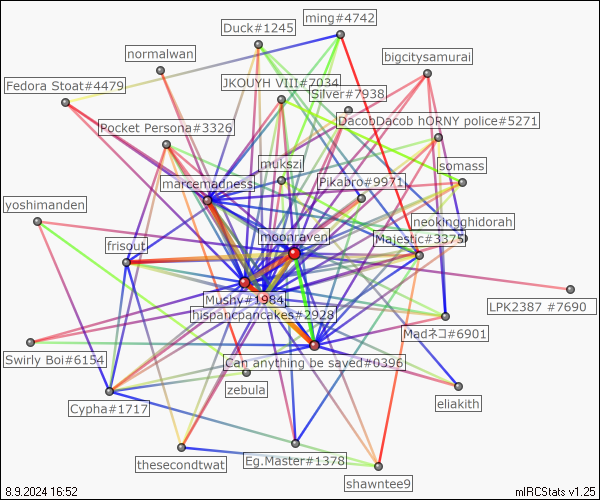 ming#4742
Duck#1245
normalwan
bigcitysamurai
JKOUYH VIII#7034
Fedora Stoat#4479
Silver#7938
DacobDacob hORNY police#5271
Pocket Persona#3326
mukszi
somass
marcemadness
Pikabro#9971
yoshimanden
neokingghidorah
moonraven
Majestic#3375
frisout
Mushy#1984
LPK2387 #7690
hispancpancakes#2928
Madネコ#6901
Swirly Boi#6154
Can anything be saved#0396
zebula
eliakith
Cypha#1717
Eg.Master#1378
thesecondtwat
shawntee9
8.9.2024 16:52
mIRCStats v1.25